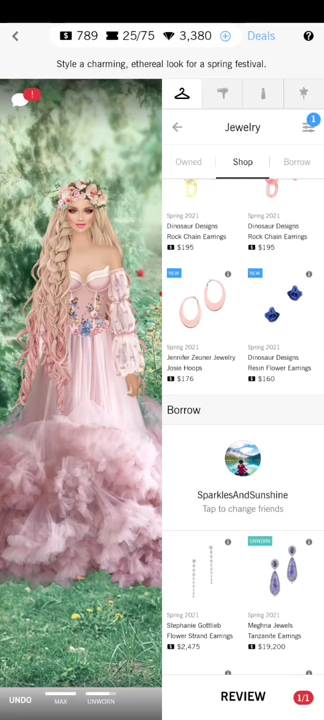 789 25/75 3,380 Deals
Style a charming, ethereal look for a spring festival.
!
1
Jewelry
Owned Shop Borrow
Spring 2021 Spring 2021
Dinosaur Designs Dinosaur Designs
Rock Chain Earrings Rock Chain Earrings
$195 $195
NEW NEW
Spring 2021 Spring 2021
Jennifer Zeuner Jewelry Dinosaur Designs
Josie Hoops Resin Flower Earrings
$176 $160
Borrow
SparklesAndSunshine
Tap to change friends
UNWORN
Spring 2021 Spring 2021
Stephanie Gottlieb Meghna Jewels
Flower Strand Earrings Tanzanite Earrings
$2,475 $19,200
UNDO MAX UNWORN REVIEW 1/1